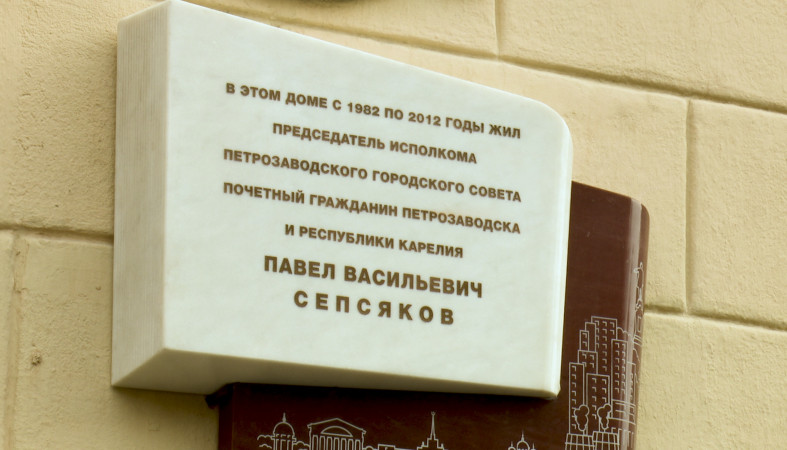 В ЭТОМ ДОМЕ С 1982 ПО 2012 ГОДЫ ЖИЛ
ПРЕДСЕДАТЕЛЬ ИСПОЛКОМА
ПЕТРОЗАВОДСКОГО ГОРОДСКОГО СОВЕТА
ПОЧЕТНЫЙ ГРАЖДАНИН ПЕТРОЗАВОДСКА
И РЕСПУБЛИКИ КАРЕЛИЯ
ПАВЕЛ ВАСИЛЬЕВИЧ
СЕПСЯКОВ